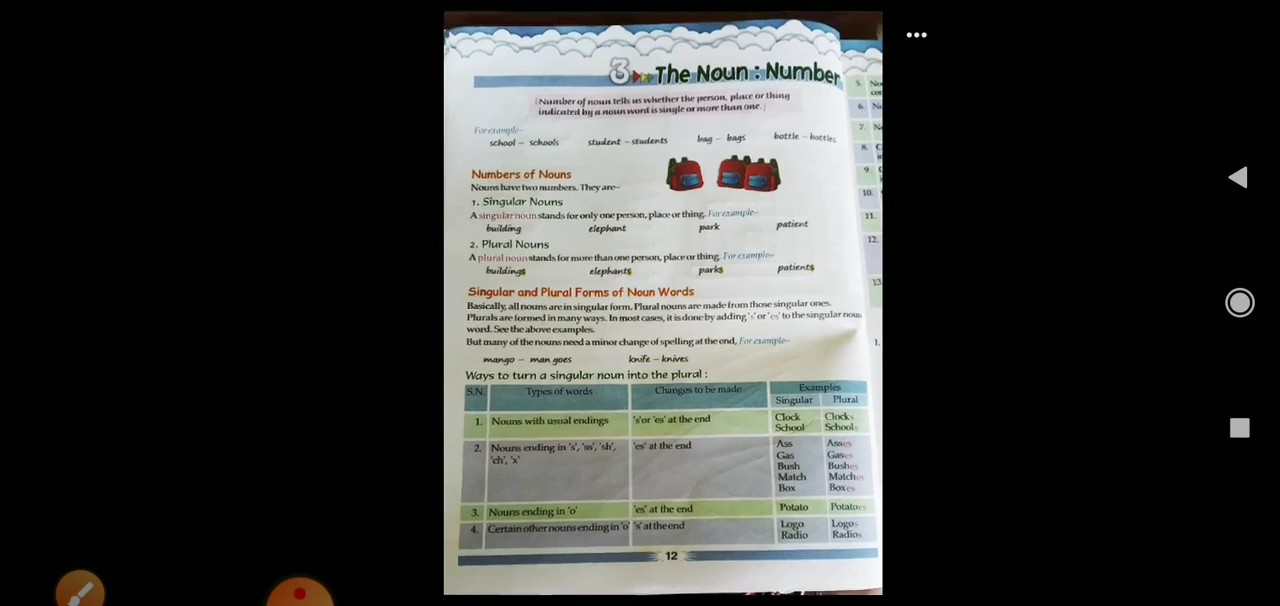 3 The Noun : Number
Number of noun tells us whether the person, place or thing
indicated by a noun word is single or more than one.
For example–
school – schools student – students bag – bags bottle – bottles
Numbers of Nouns
Nouns have two numbers. They are–
1. Singular Nouns
A singular noun stands for only one person, place or thing. For example–
building elephant park patient
2. Plural Nouns
A plural noun stands for more than one person, place or thing. For example–
buildings elephants parks patients
Singular and Plural Forms of Noun Words
Basically, all nouns are in singular form. Plural nouns are made from those singular ones.
Plurals are formed in many ways. In most cases, it is done by adding 's' or 'es' to the singular noun
word. See the above examples.
But many of the nouns need a minor change of spelling at the end, For example–
mango – mangoes knife – knives
Ways to turn a singular noun into the plural :
S.N. Types of words Changes to be made Examples
Singular Plural
1. Nouns with usual endings 's' or 'es' at the end Clock Clocks
School Schools
2. Nouns ending in 's', 'ss', 'sh', 'es' at the end Ass Asses
'ch', 'x' Gas Gases
Bush Bushes
Match Matches
Box Boxes
3. Nouns ending in 'o' 'es' at the end Potato Potatoes
4. Certain other nouns ending in 'o' 's' at the end Logo Logos
Radio Radios
12
5. No
6. N
7. N
8. C
9.
10.
11.
12.
13
1.